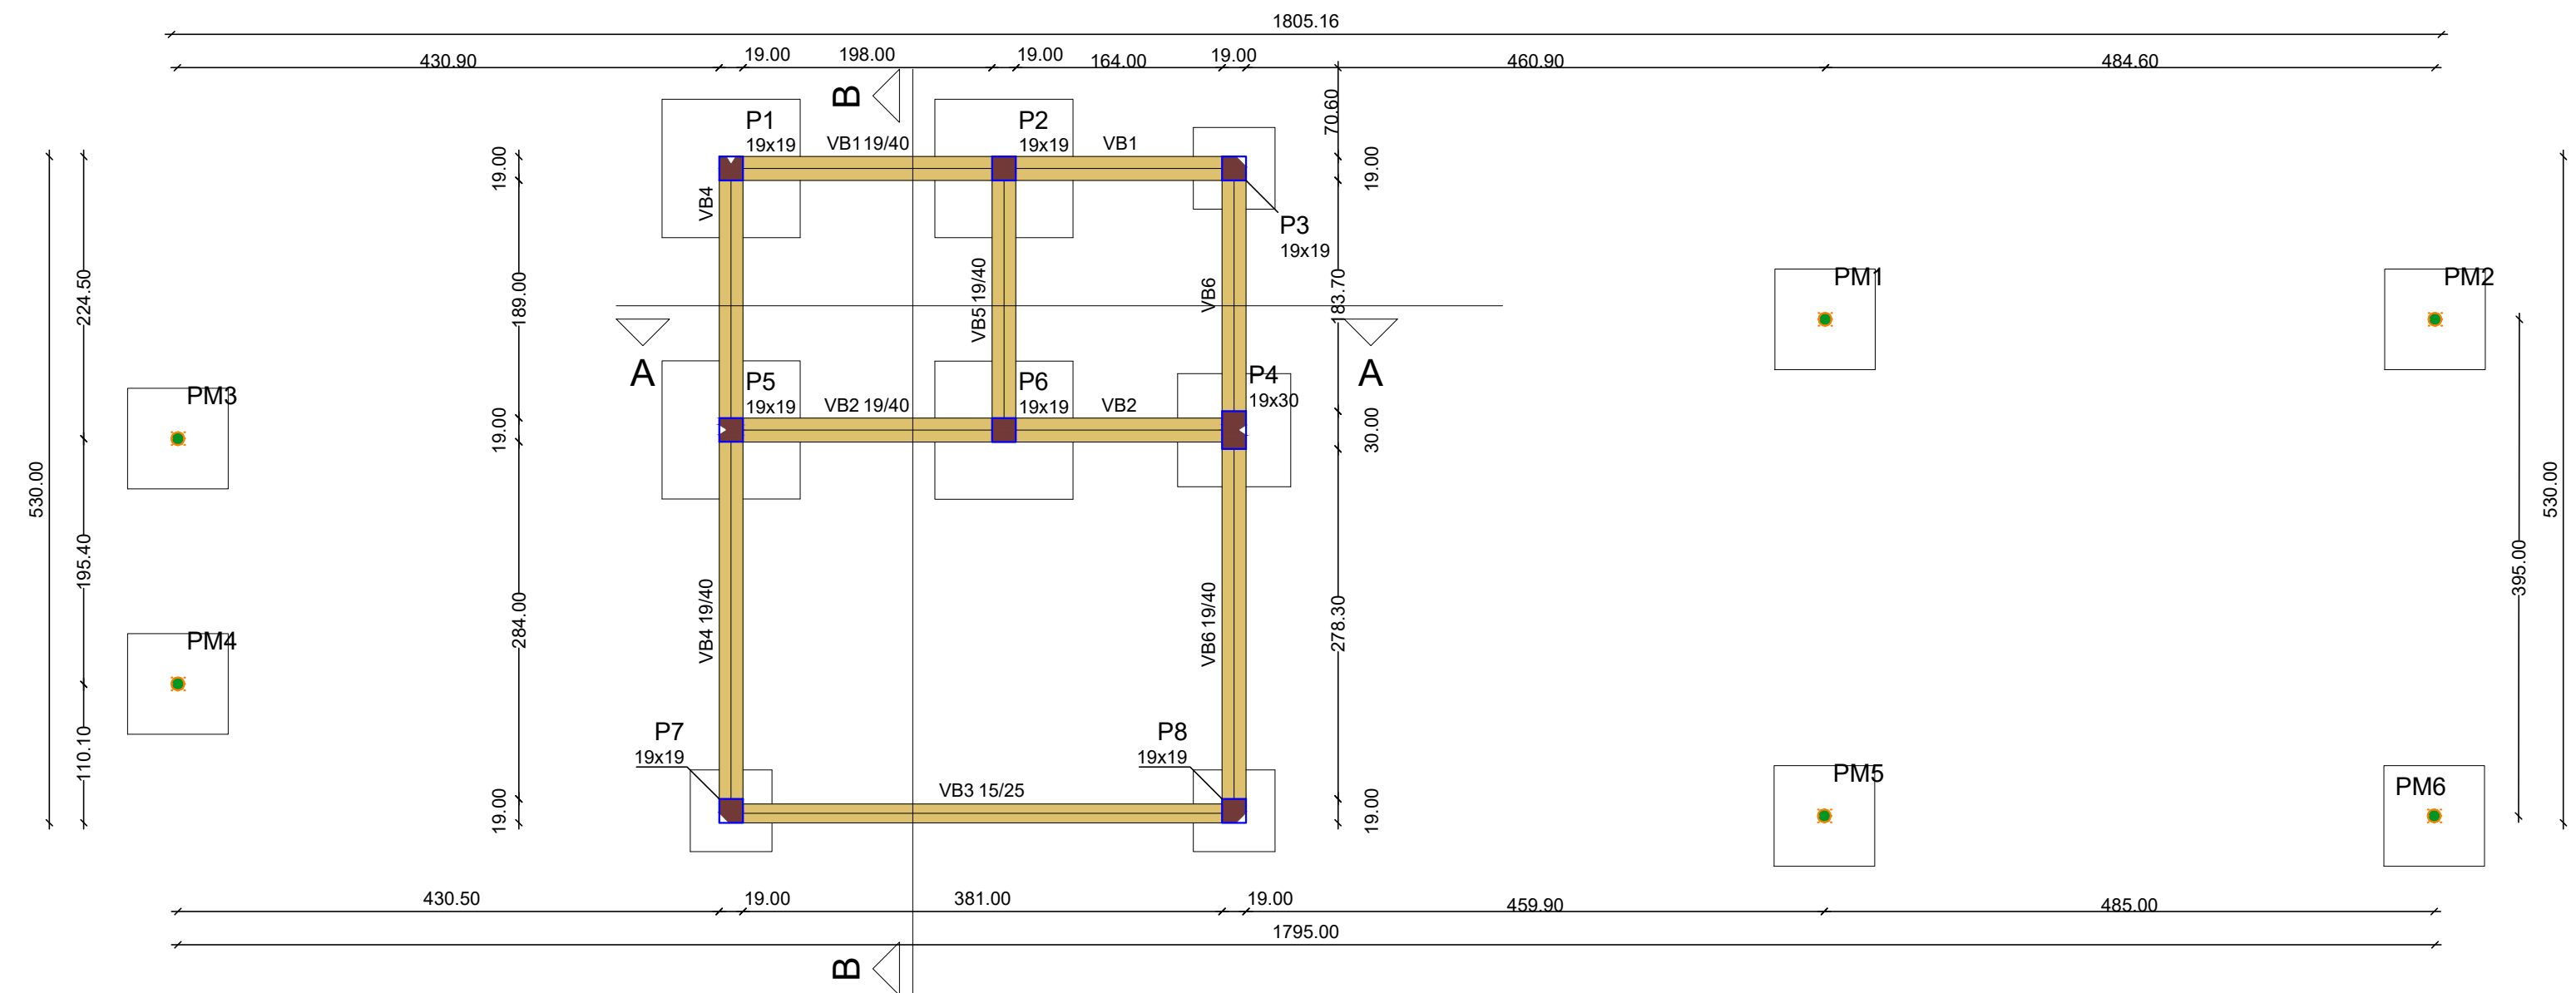 1805.16
430.90 19.00 198.00 19.00 164.00 19.00 460.90 484.60
B
70.60
P1
19x19
VB1 19/40
P2
19x19
VB1
19.00
19.00
VB4
P3
19x19
224.50
189.00
VB5 19/40
VB6
183.70
PM1
PM2
A
A
PM3
P5
19x19
VB2 19/40
P6
19x19
VB2
P4
19x30
19.00
30.00
530.00
530.00
195.40
395.00
PM4
284.00
VB4 19/40
VB6 19/40
278.30
110.10
P7
19x19
P8
19x19
VB3 15/25
19.00
19.00
PM5
PM6
430.50 19.00 381.00 19.00 459.90 485.00
1795.00
B